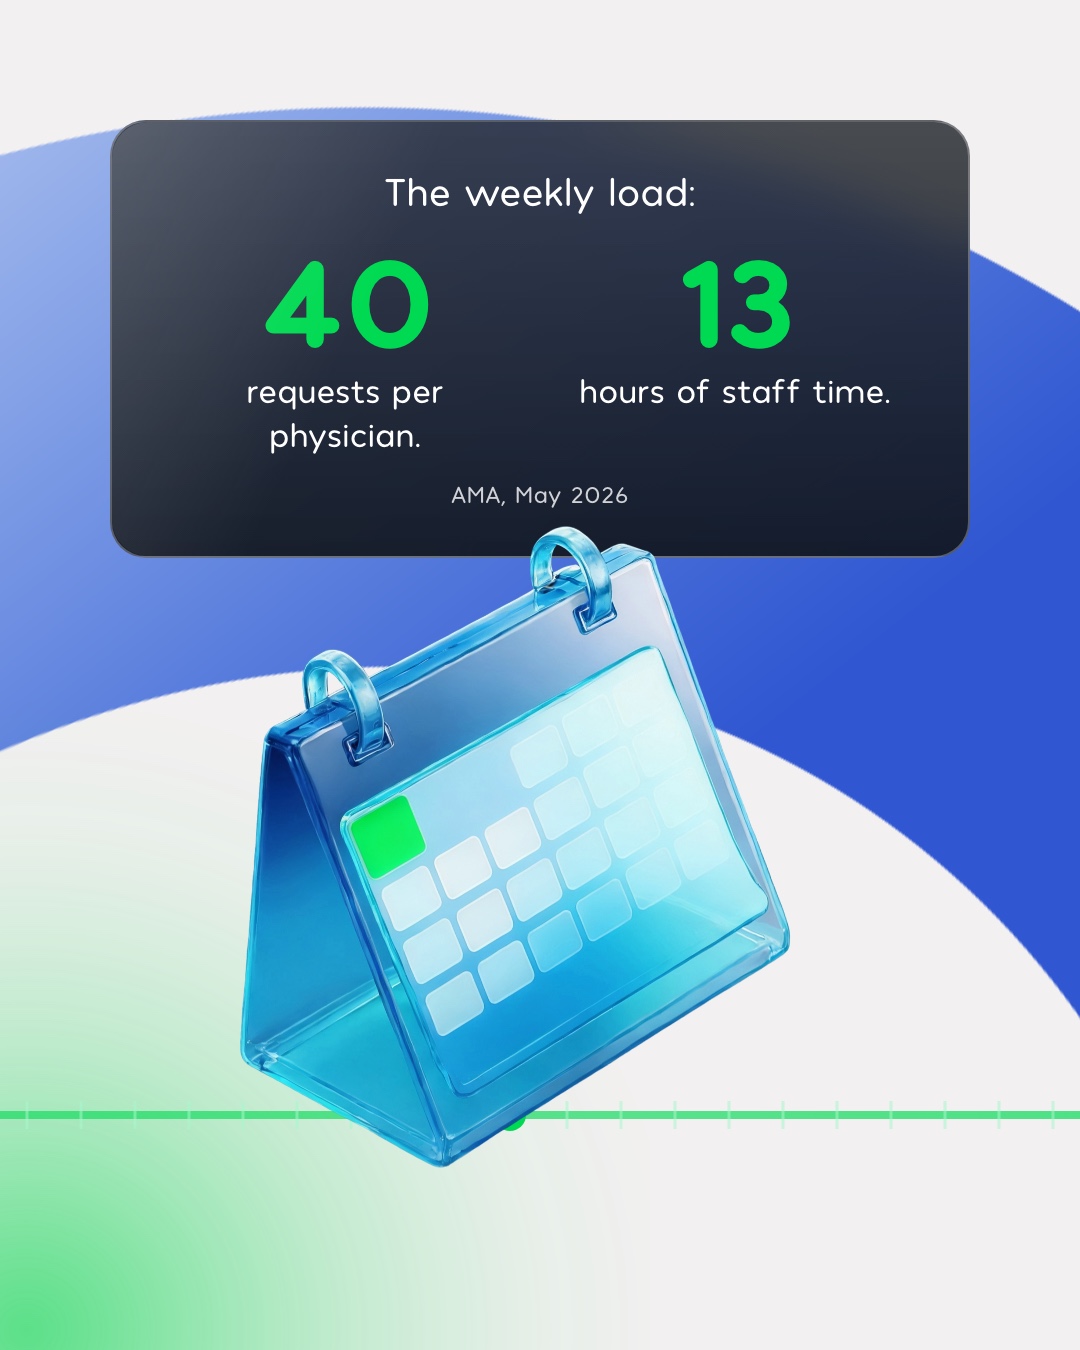 The weekly load:
40
requests per
physician.
13
hours of staff time.
AMA, May 2026